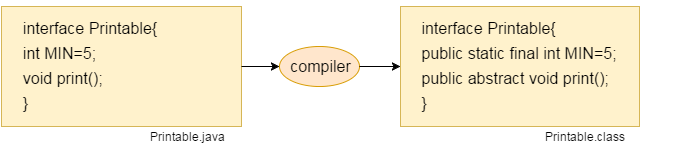 interface Printable{
int MIN=5;
void print();
}
Printable.java
compiler
interface Printable{
public static final int MIN=5;
public abstract void print();
}
Printable.class